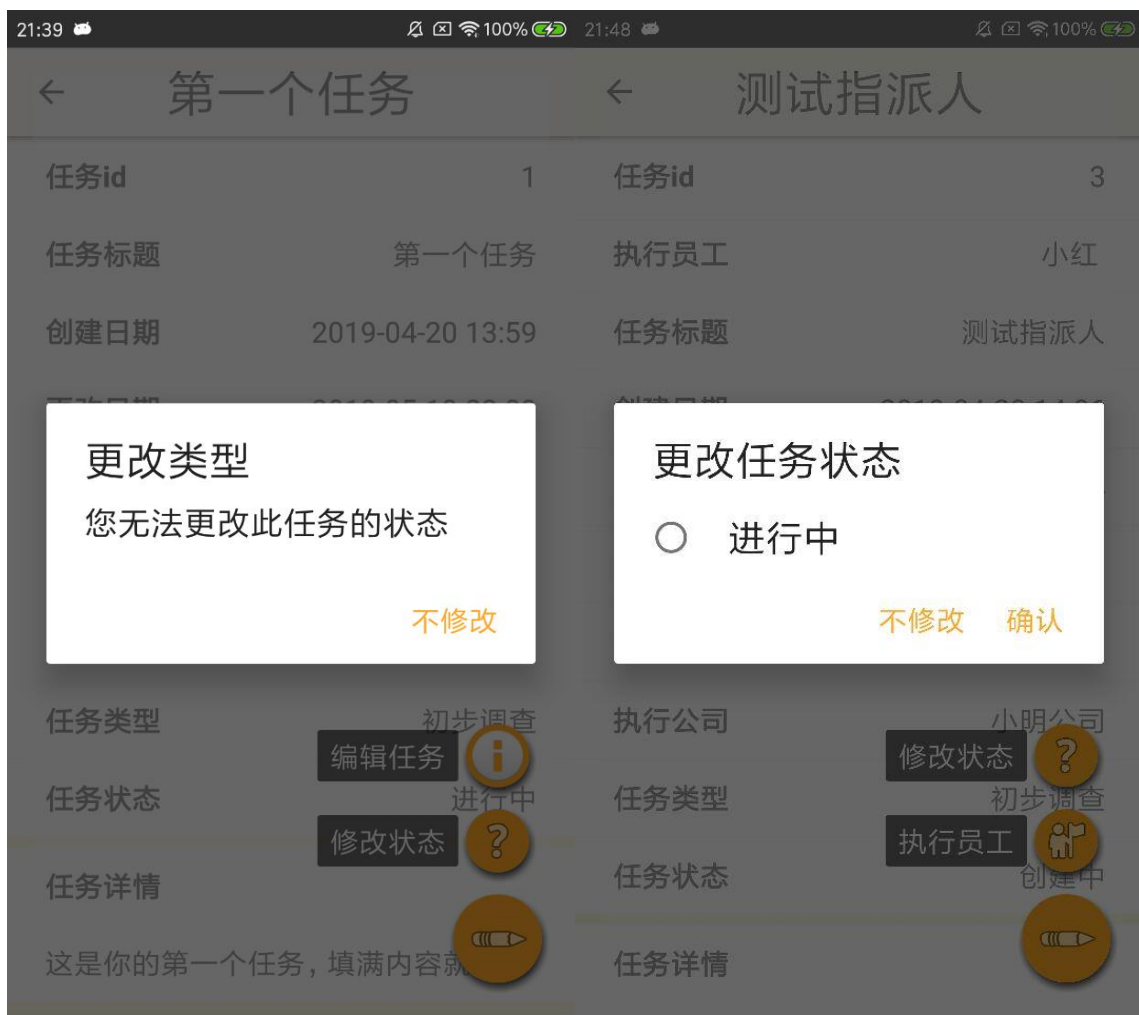 21:39
100%
第一个任务
任务id
1
任务标题
第一个任务
创建日期
2019-04-20 13:59
更改类型
您无法更改此任务的状态
不修改
任务类型
初步调查
编辑任务
任务状态
进行中
修改状态
任务详情
这是你的第一个任务，填满内容就
21:48
100%
测试指派人
任务id
3
执行员工
小红
任务标题
测试指派人
更改任务状态
进行中
不修改 确认
执行公司
小明公司
修改状态
任务类型
初步调查
执行员工
任务状态
创建中
任务详情